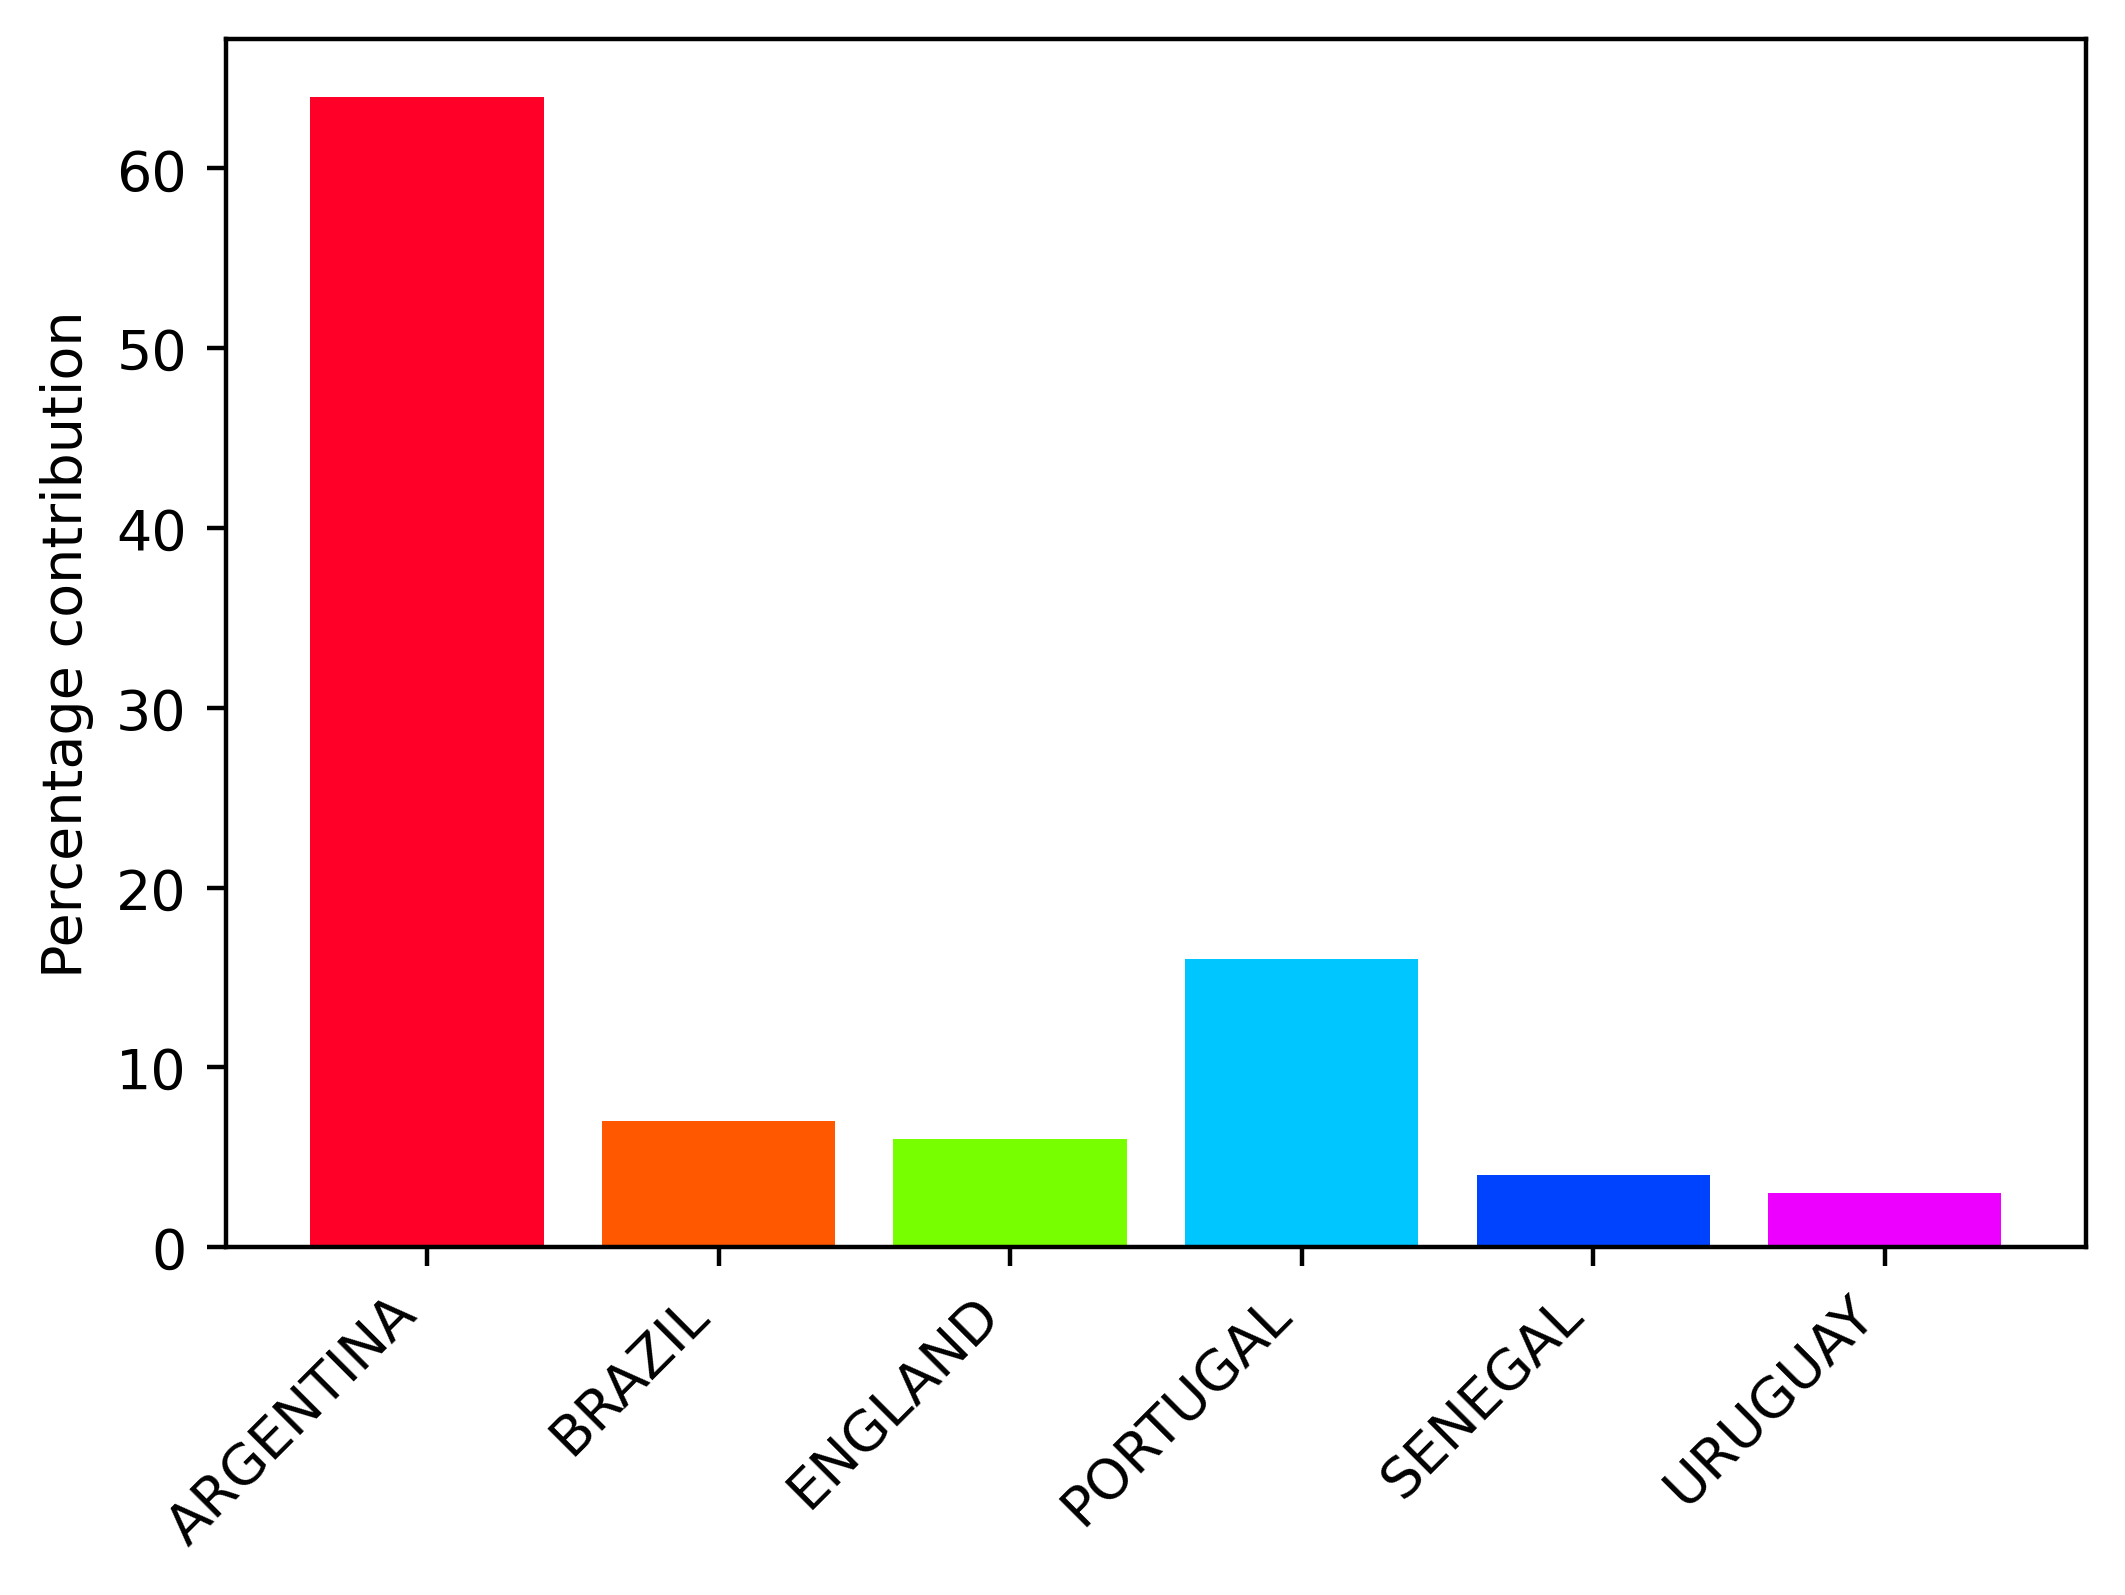 Percentage contribution
60
50
40
30
20
10
0
ARGENTINA
BRAZIL
ENGLAND
PORTUGAL
SENEGAL
URUGUAY